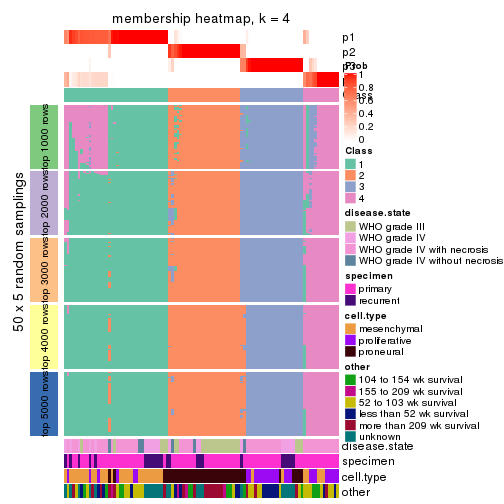 membership heatmap, k = 4
p1
p2
p3
Prob
1
0.8
0.6
0.4
0.2
0
Class
Class
1
2
3
4
disease.state
WHO grade III
WHO grade IV
WHO grade IV with necrosis
WHO grade IV without necrosis
specimen
primary
recurrent
cell.type
mesenchymal
proliferative
proneural
other
104 to 154 wk survival
155 to 209 wk survival
52 to 103 wk survival
less than 52 wk survival
more than 209 wk survival
unknown
50 x 5 random samplings
top 1000 rows
top 2000 rows
top 3000 rows
top 4000 rows
top 5000 rows
disease.state
specimen
cell.type
other